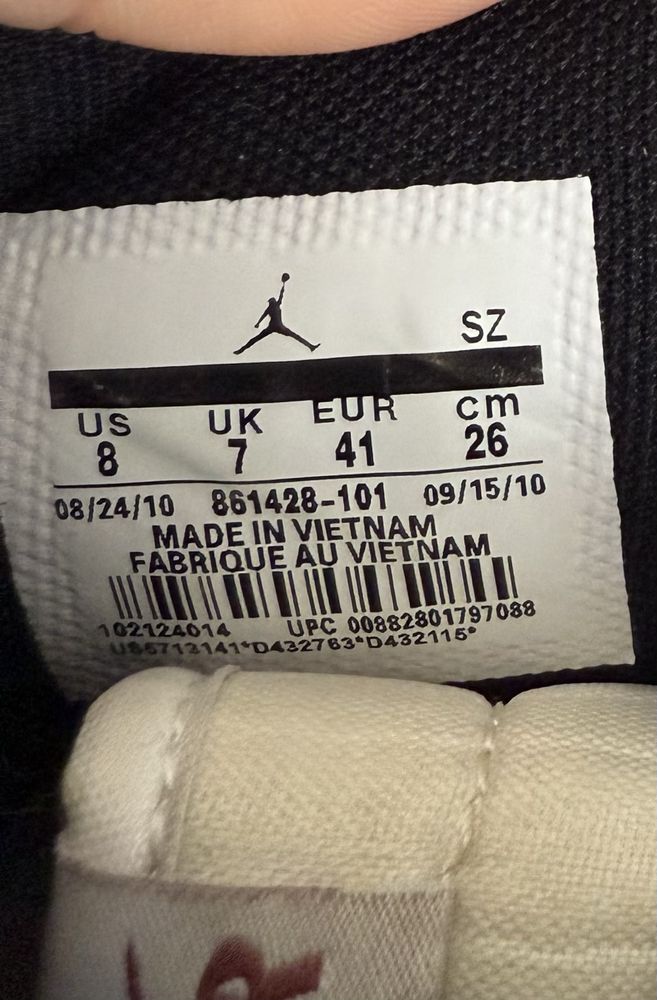 SZ
US UK EUR cm
8 7 41 26
08/24/10 861428-101 09/15/10
MADE IN VIETNAM
FABRIQUE AU VIETNAM
102124014 UPC 00882801797088
US5713141*D432763*D432115*